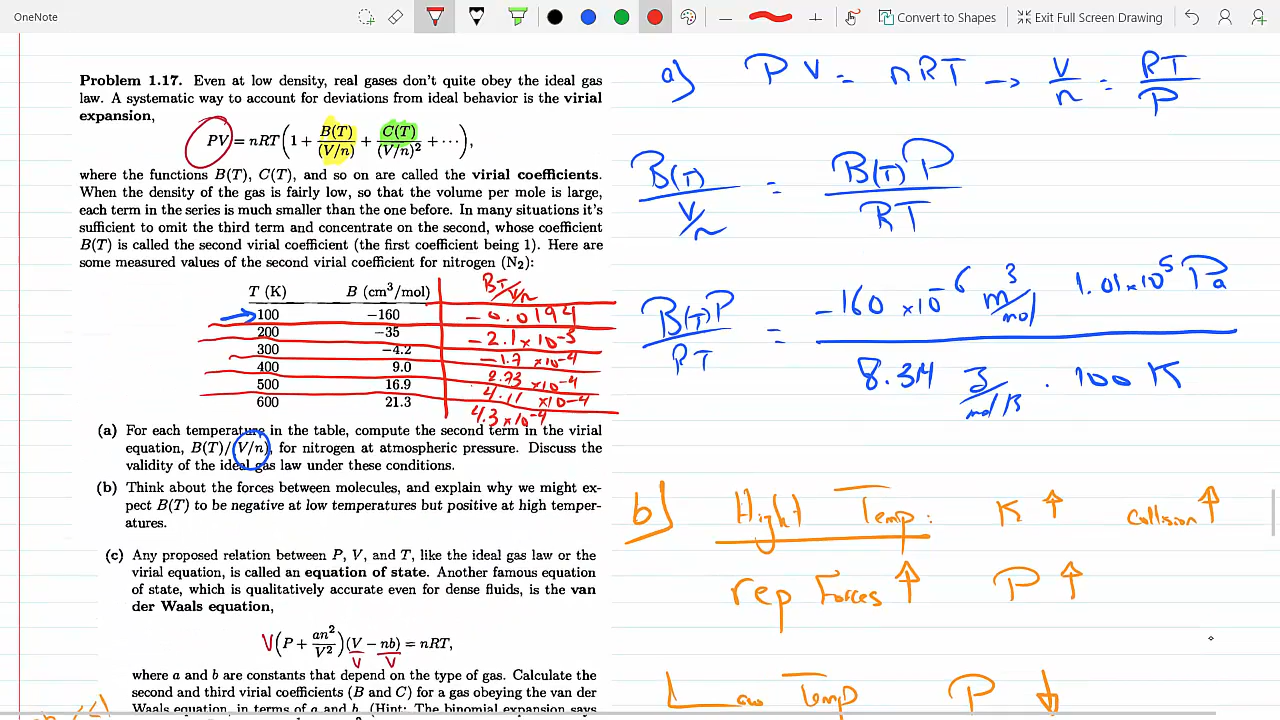 OneNote
Convert to Shapes
Exit Full Screen Drawing
Problem 1.17. Even at low density, real gases don't quite obey the ideal gas
law. A systematic way to account for deviations from ideal behavior is the virial
expansion,
PV = nRT(1 + B(T)/(V/n) + C(T)/(V/n)² + ···),
where the functions B(T), C(T), and so on are called the virial coefficients.
When the density of the gas is fairly low, so that the volume per mole is large,
each term in the series is much smaller than the one before. In many situations it's
sufficient to omit the third term and concentrate on the second, whose coefficient
B(T) is called the second virial coefficient (the first coefficient being 1). Here are
some measured values of the second virial coefficient for nitrogen (N₂):
T (K) B (cm³/mol) BT/V/n
100 −160 −0.0194
200 −35 −2.1×10⁻³
300 −4.2 −1.7×10⁻⁴
400 9.0 2.73×10⁻⁴
500 16.9 4.11×10⁻⁴
600 21.3 4.3×10⁻⁴
(a) For each temperature in the table, compute the second term in the virial
equation, B(T)/(V/n), for nitrogen at atmospheric pressure. Discuss the
validity of the ideal gas law under these conditions.
(b) Think about the forces between molecules, and explain why we might ex-
pect B(T) to be negative at low temperatures but positive at high temper-
atures.
(c) Any proposed relation between P, V, and T, like the ideal gas law or the
virial equation, is called an equation of state. Another famous equation
of state, which is qualitatively accurate even for dense fluids, is the van
der Waals equation,
V(P + an²/V²)(V − nb) = nRT,
V V
where a and b are constants that depend on the type of gas. Calculate the
second and third virial coefficients (B and C) for a gas obeying the van der
Waals equation, in terms of a and b. (Hint: The binomial expansion says
a) PV = nRT → V/n = RT/P
B(T)/V/n = B(T)P/RT
B(T)P/RT = −160×10⁻⁶ m³/mol 1.01×10⁵ Pa / 8.314 J/mol K · 100 K
b) Hight Temp: K↑ Collision↑
rep Forces↑ P↑
Low Temp P↓